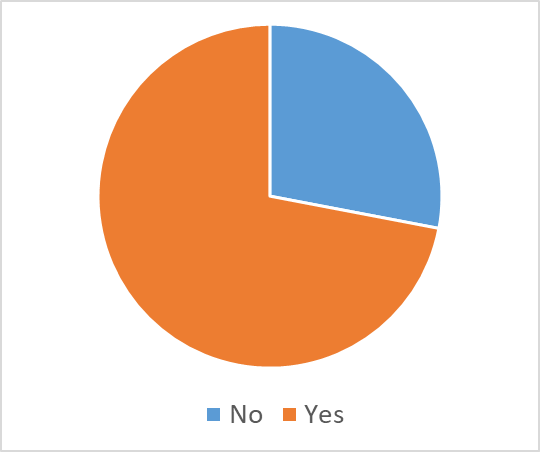 No Yes